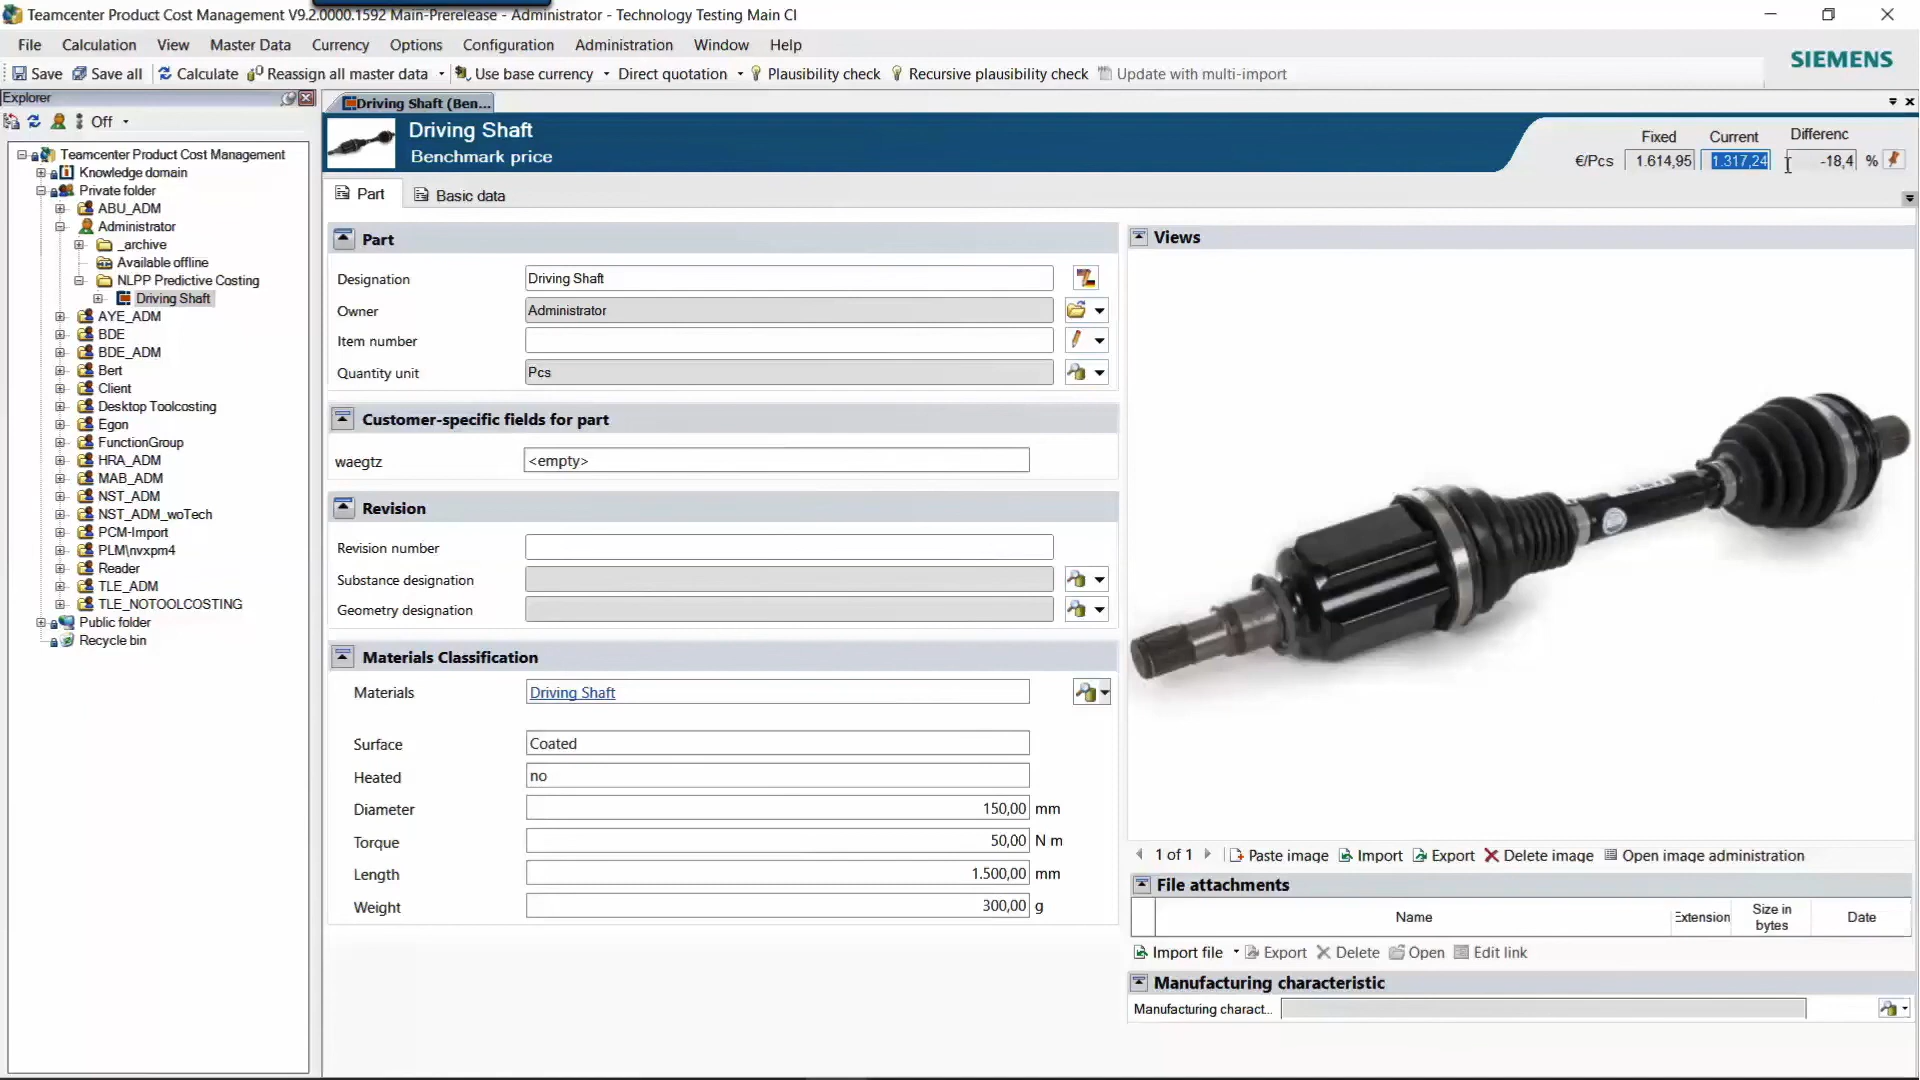 Teamcenter Product Cost Management V9.2.0000.1592 Main-Prerelease - Administrator - Technology Testing Main CI
File Calculation View Master Data Currency Options Configuration Administration Window Help
SIEMENS
Save Save all Calculate Reassign all master data Use base currency Direct quotation Plausibility check Recursive plausibility check Update with multi-import
Explorer
Off
Teamcenter Product Cost Management
Knowledge domain
Private folder
ABU_ADM
Administrator
_archive
Available offline
NLPP Predictive Costing
Driving Shaft
AYE_ADM
BDE
BDE_ADM
Bert
Client
Desktop Toolcosting
Egon
FunctionGroup
HRA_ADM
MAB_ADM
NST_ADM
NST_ADM_woTech
PCM-Import
PLM\nvxpm4
Reader
TLE_ADM
TLE_NOTOOLCOSTING
Public folder
Recycle bin
Driving Shaft (Ben...
Driving Shaft
Benchmark price
Fixed Current Differenc
€/Pcs 1.614,95 1.317,24 -18,4 %
Part Basic data
Part
Designation Driving Shaft
Owner Administrator
Item number
Quantity unit Pcs
Customer-specific fields for part
waegtz <empty>
Revision
Revision number
Substance designation
Geometry designation
Materials Classification
Materials Driving Shaft
Surface Coated
Heated no
Diameter 150,00 mm
Torque 50,00 N m
Length 1.500,00 mm
Weight 300,00 g
Views
1 of 1 Paste image Import Export Delete image Open image administration
File attachments
Name Extension Size in bytes Date
Import file Export Delete Open Edit link
Manufacturing characteristic
Manufacturing charact...